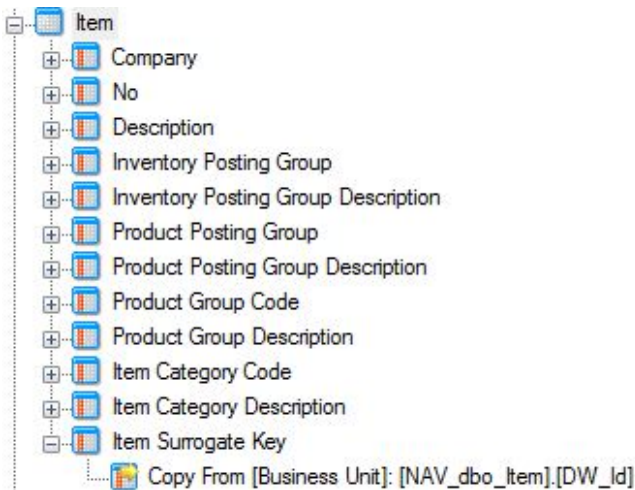 Item
Company
No
Description
Inventory Posting Group
Inventory Posting Group Description
Product Posting Group
Product Posting Group Description
Product Group Code
Product Group Description
Item Category Code
Item Category Description
Item Surrogate Key
Copy From [Business Unit]: [NAV_dbo_Item].[DW_Id]